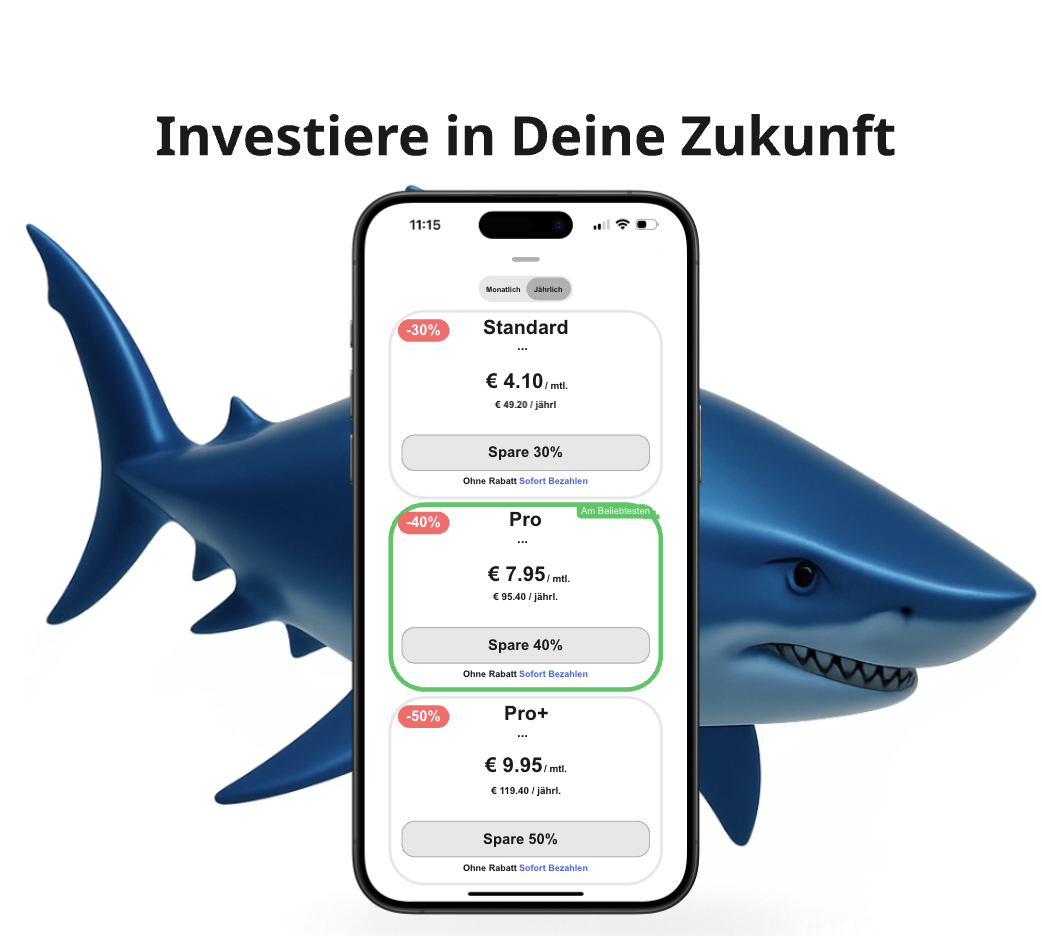 Investiere in Deine Zukunft
11:15
Monatlich Jährlich
-30% Standard
...
€ 4.10 / mtl.
€ 49.20 / jährl
Spare 30%
Ohne Rabatt Sofort Bezahlen
Am Beliebtesten
-40% Pro
...
€ 7.95 / mtl.
€ 95.40 / jährl.
Spare 40%
Ohne Rabatt Sofort Bezahlen
-50% Pro+
...
€ 9.95 / mtl.
€ 119.40 / jährl.
Spare 50%
Ohne Rabatt Sofort Bezahlen